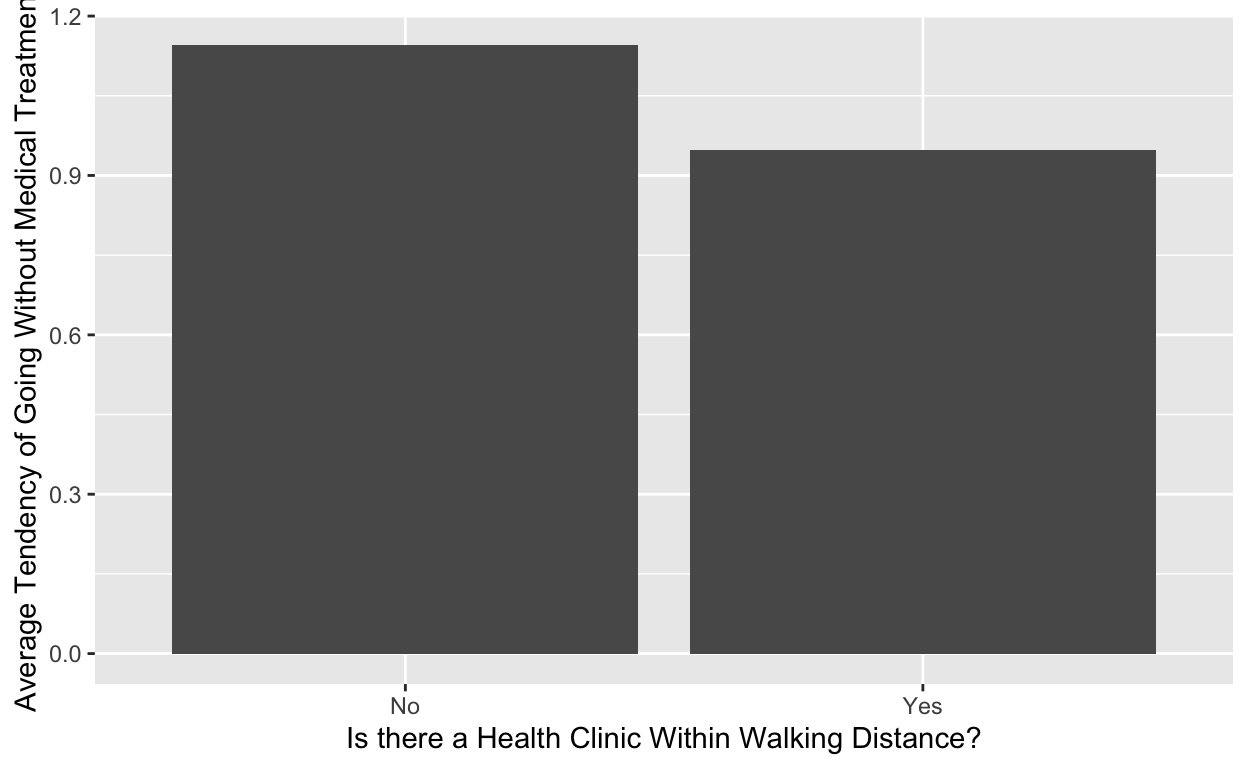 Average Tendency of Going Without Medical Treatmen
1.2
0.9
0.6
0.3
0.0
No
Yes
Is there a Health Clinic Within Walking Distance?